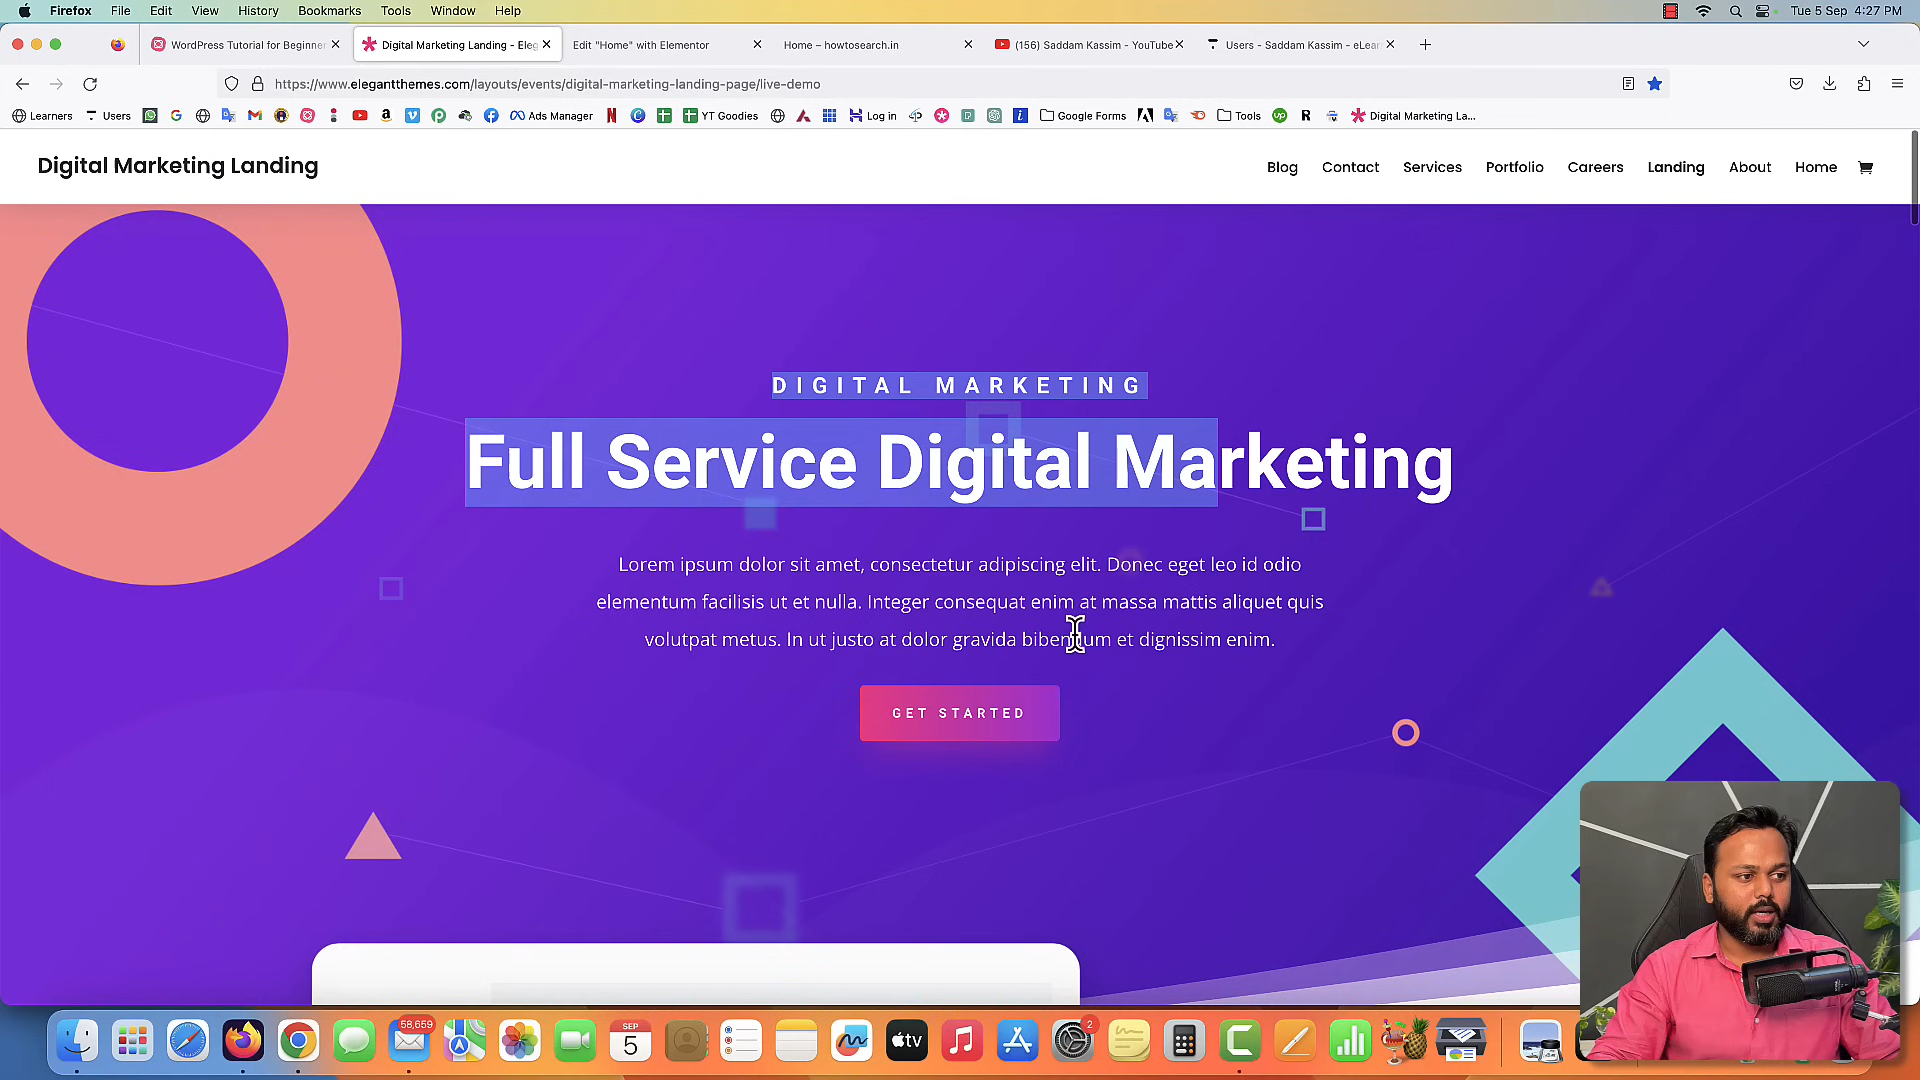 Firefox File Edit View History Bookmarks Tools Window Help Tue 5 Sep 4:27 PM
WordPress Tutorial for Beginner Digital Marketing Landing - Eleg Edit "Home" with Elementor Home – howtosearch.in (156) Saddam Kassim - YouTube Users - Saddam Kassim - eLear
https://www.elegantthemes.com/layouts/events/digital-marketing-landing-page/live-demo
Learners Users Ads Manager YT Goodies Log in Google Forms Tools Digital Marketing La...
Digital Marketing Landing
Blog Contact Services Portfolio Careers Landing About Home
DIGITAL MARKETING
Full Service Digital Marketing
Lorem ipsum dolor sit amet, consectetur adipiscing elit. Donec eget leo id odio
elementum facilisis ut et nulla. Integer consequat enim at massa mattis aliquet quis
volutpat metus. In ut justo at dolor gravida bibendum et dignissim enim.
GET STARTED
58,659
SEP
5
tv
2